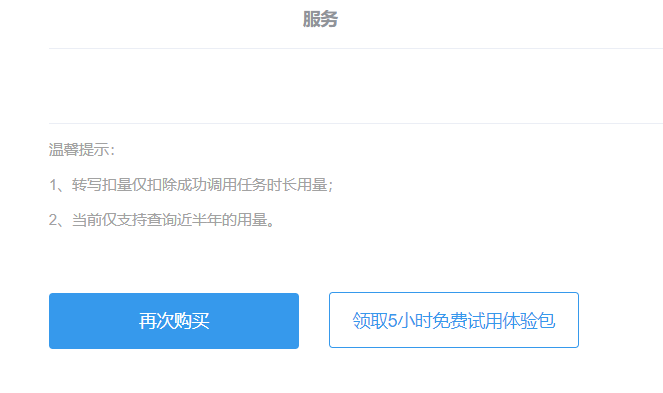 服务
温馨提示：
1、转写扣量仅扣除成功调用任务时长用量；
2、当前仅支持查询近半年的用量。
再次购买
领取5小时免费试用体验包